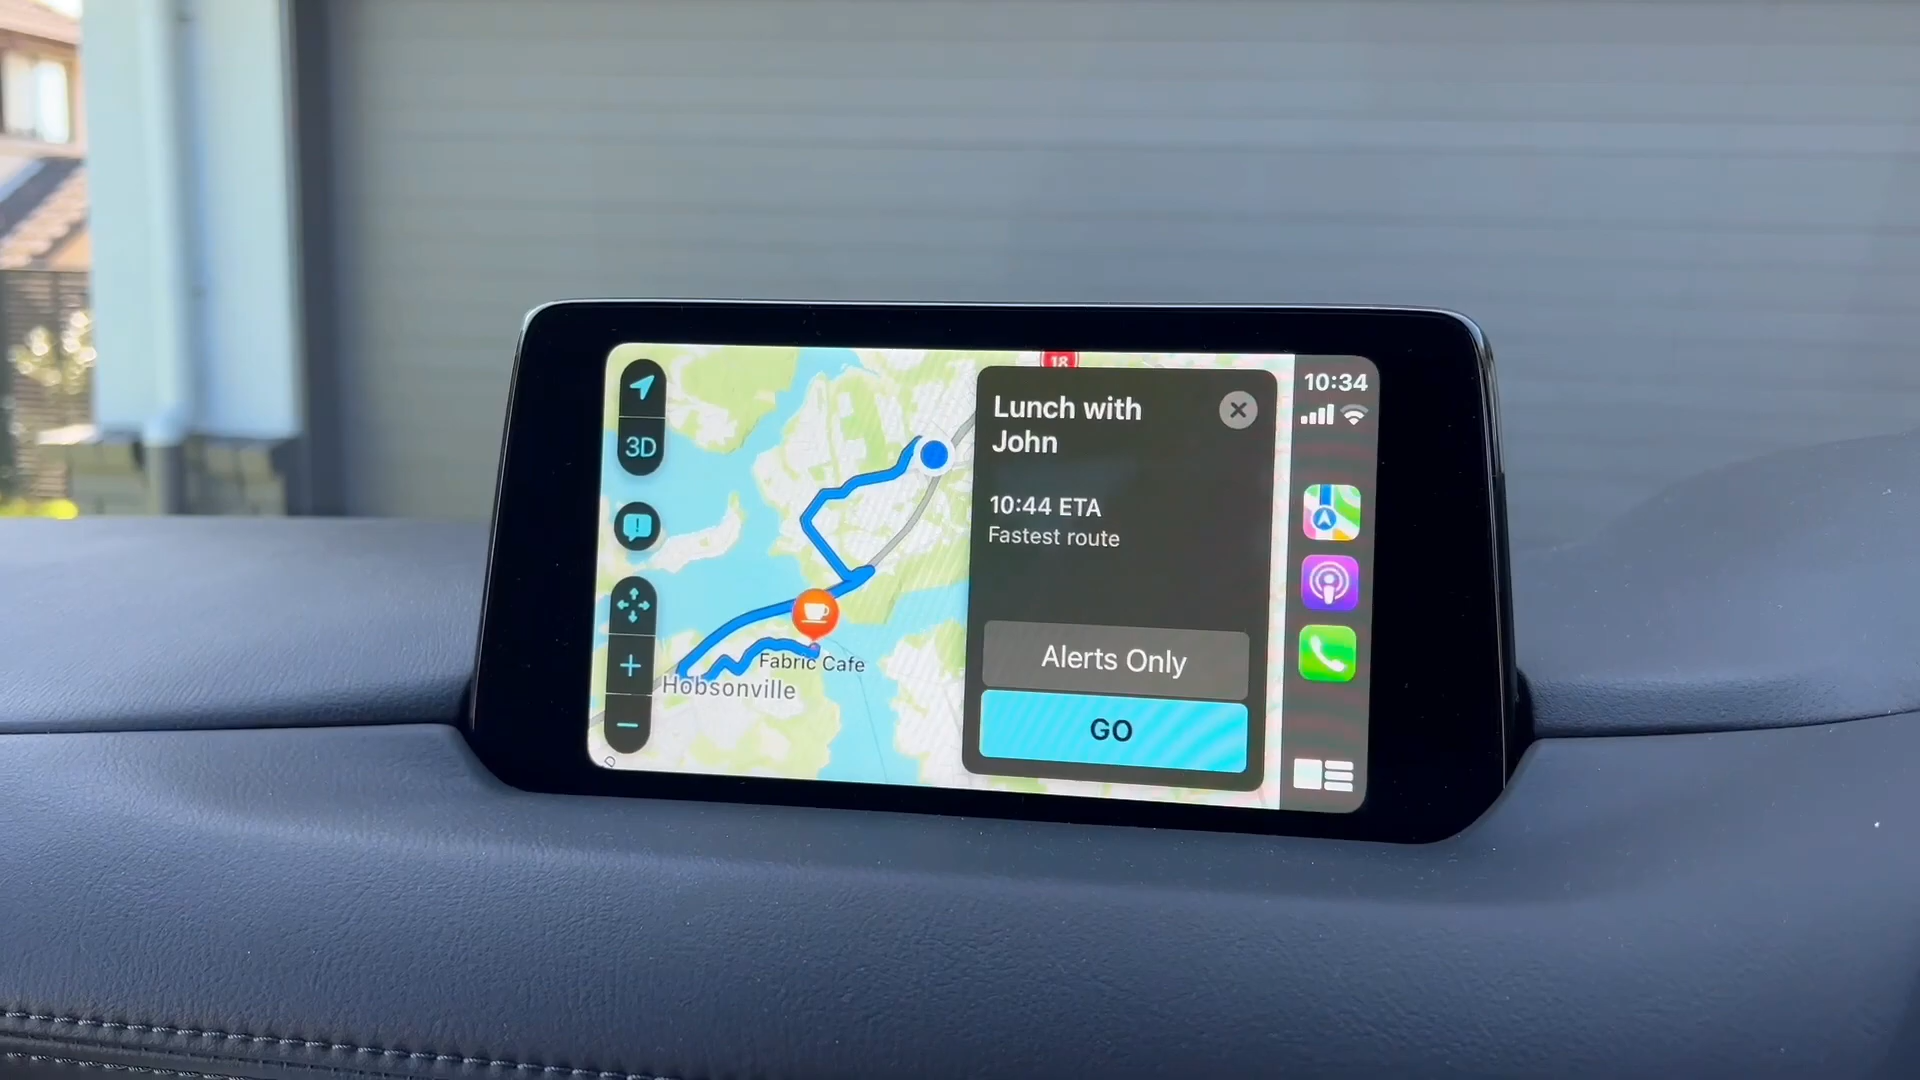 3D
18
Fabric Cafe
Hobsonville
Lunch with
John
10:44 ETA
Fastest route
Alerts Only
GO
10:34